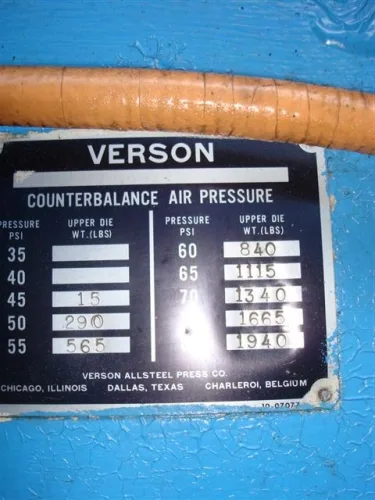 VERSON
COUNTERBALANCE AIR PRESSURE
PRESSURE PSI UPPER DIE WT.(LBS) PRESSURE PSI UPPER DIE WT.(LBS)
35 60 840
40 65 1115
45 15 70 1340
50 290 1665
55 565 1940
VERSON ALLSTEEL PRESS CO.
CHICAGO, ILLINOIS DALLAS, TEXAS CHARLEROI, BELGIUM